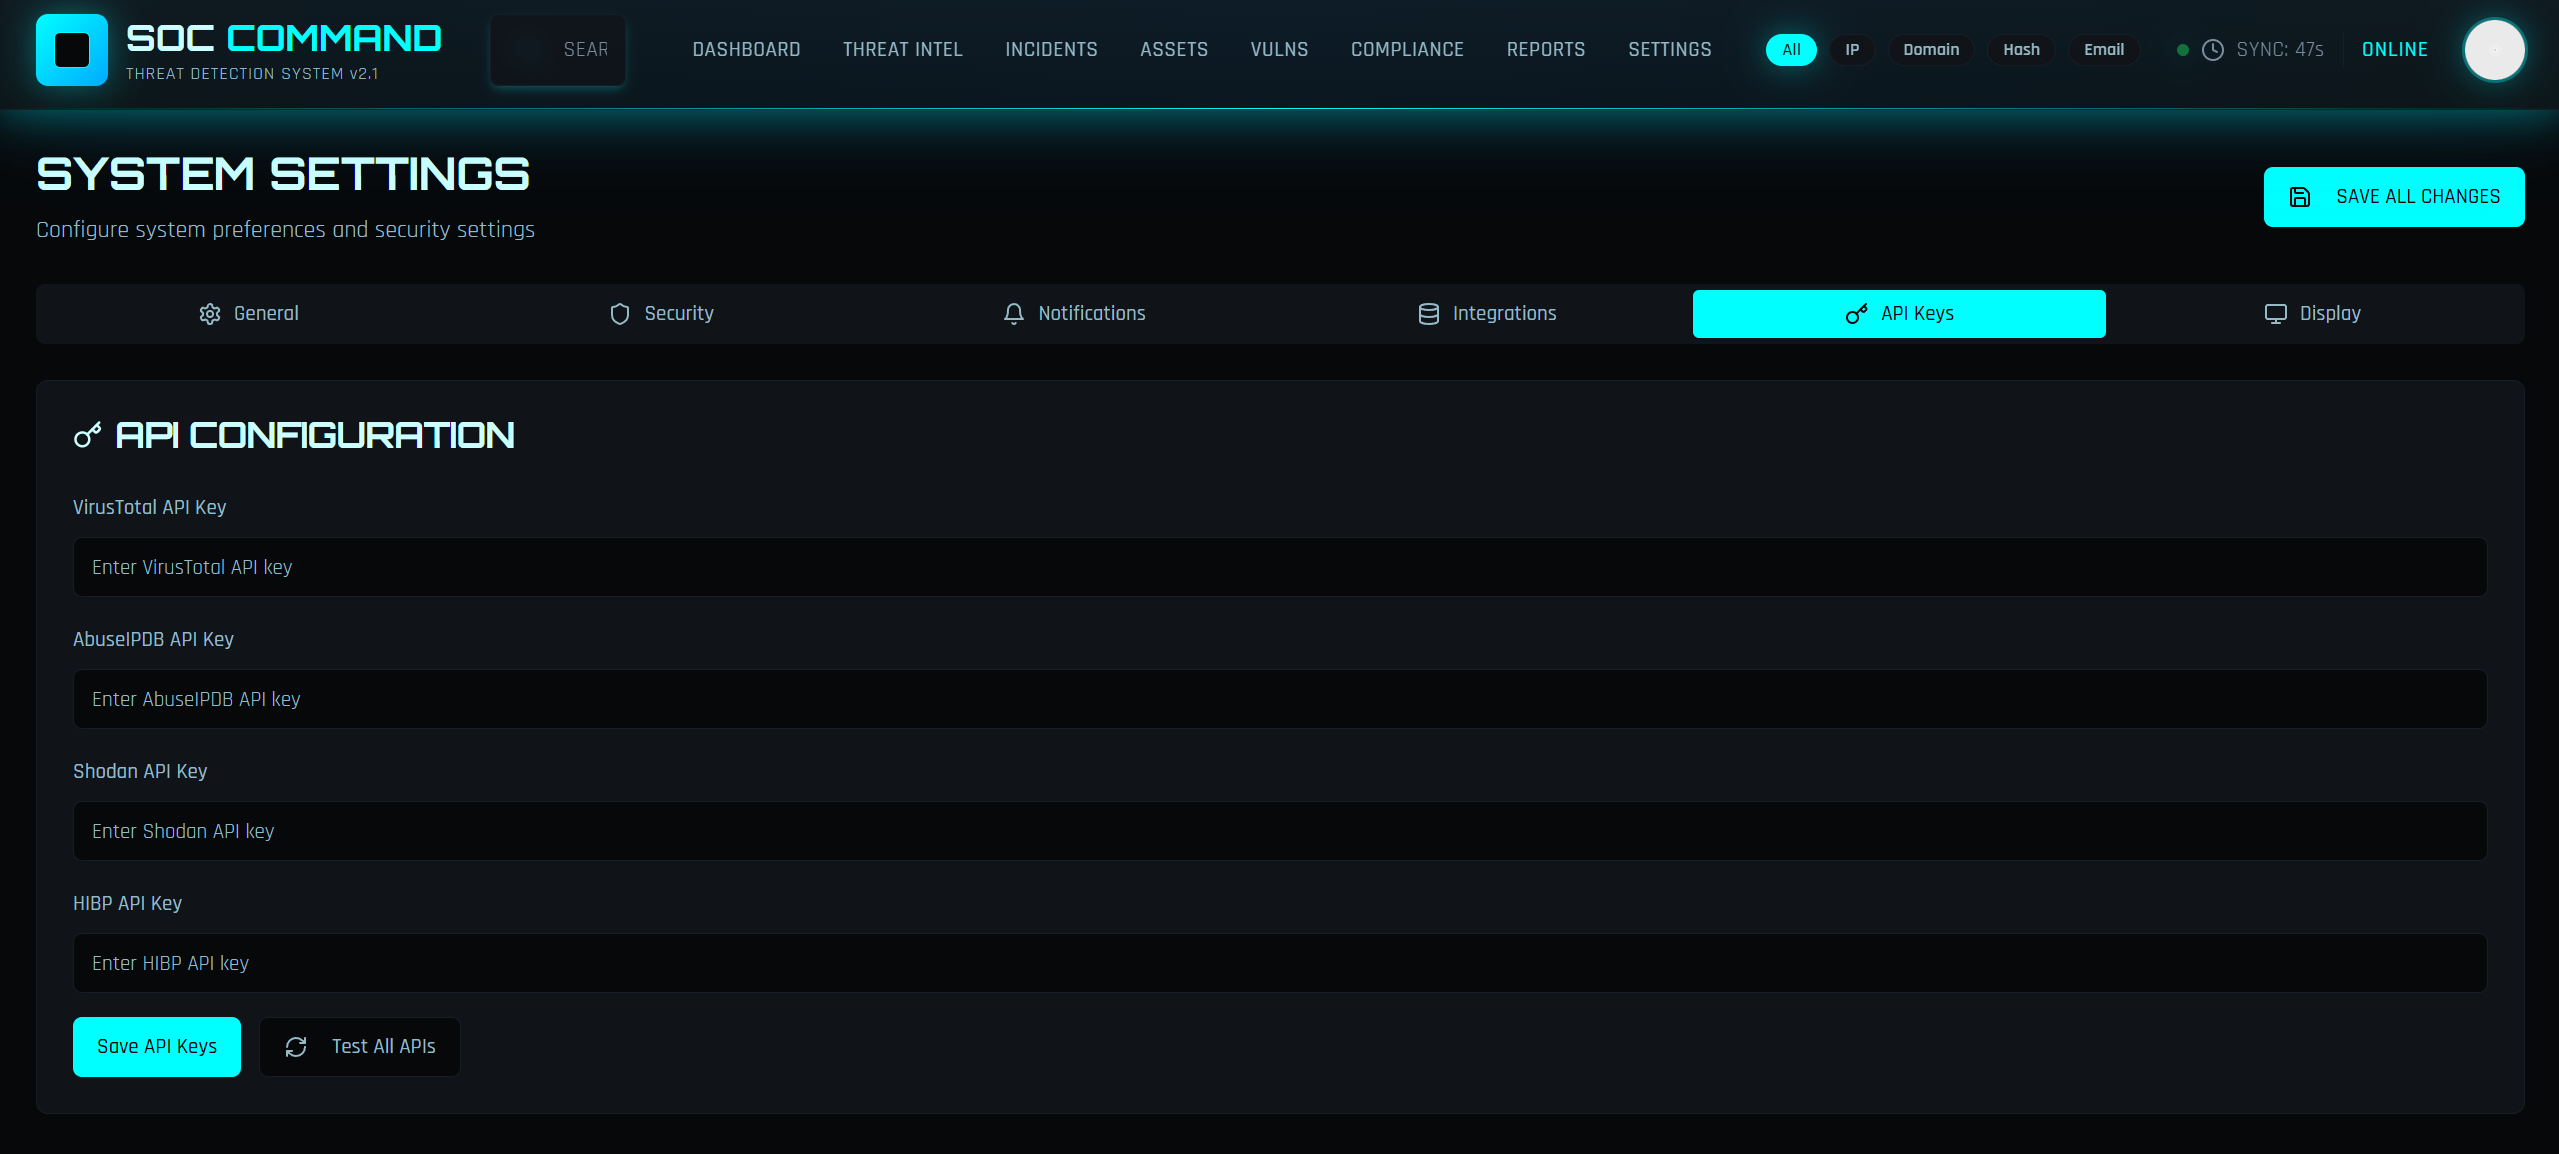 SOC COMMAND
THREAT DETECTION SYSTEM v2.1
SEAR
DASHBOARD THREAT INTEL INCIDENTS ASSETS VULNS COMPLIANCE REPORTS SETTINGS
All IP Domain Hash Email
SYNC: 47s
ONLINE
SYSTEM SETTINGS
Configure system preferences and security settings
SAVE ALL CHANGES
General Security Notifications Integrations API Keys Display
API CONFIGURATION
VirusTotal API Key
Enter VirusTotal API key
AbuseIPDB API Key
Enter AbuseIPDB API key
Shodan API Key
Enter Shodan API key
HIBP API Key
Enter HIBP API key
Save API Keys Test All APIs